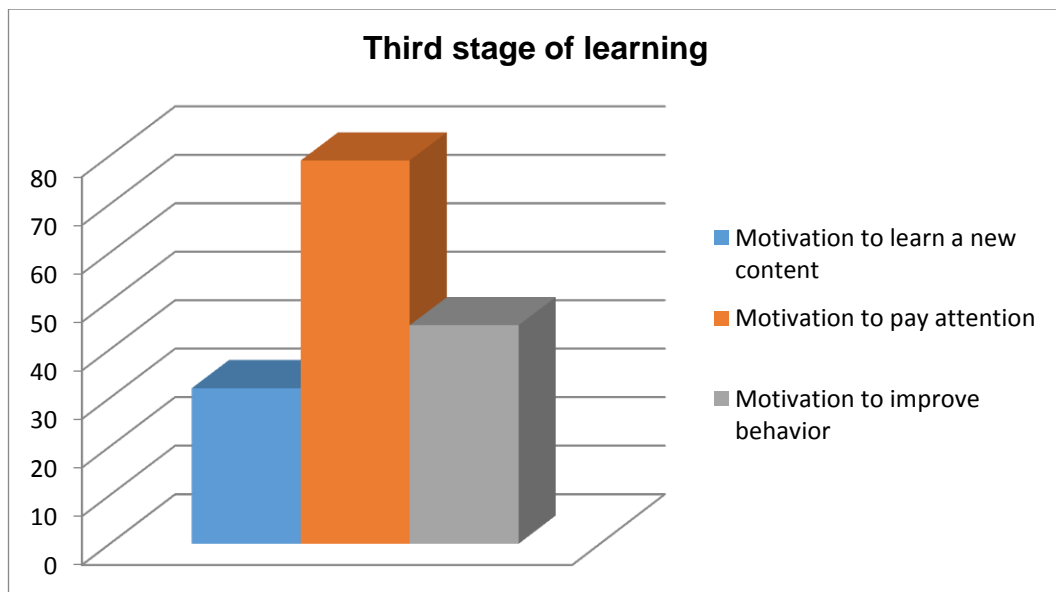 Third stage of learning
80
70
60
50
40
30
20
10
0
Motivation to learn a new
content
Motivation to pay attention
Motivation to improve
behavior